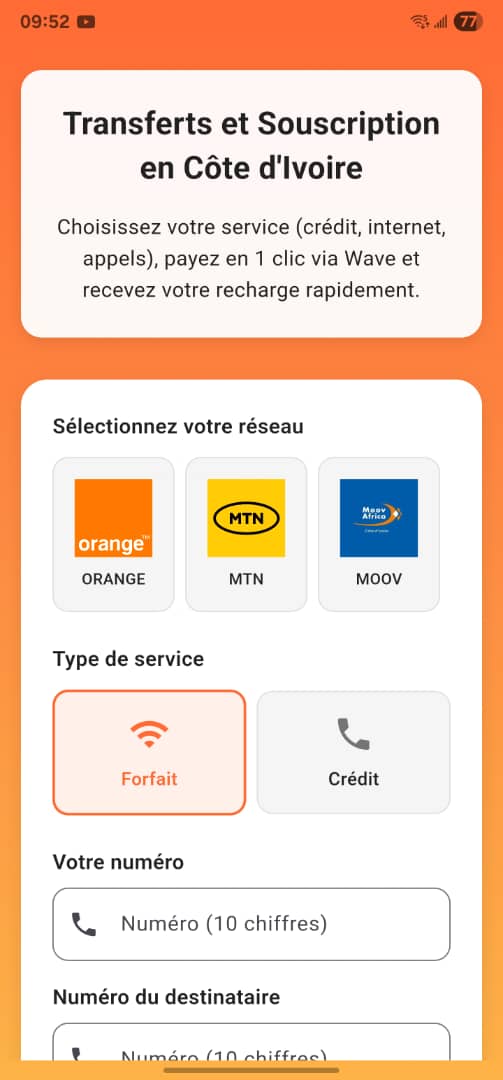 09:52
77
Transferts et Souscription
en Côte d'Ivoire
Choisissez votre service (crédit, internet,
appels), payez en 1 clic via Wave et
recevez votre recharge rapidement.
Sélectionnez votre réseau
orange™
MTN
Moov
Africa
ORANGE
MTN
MOOV
Type de service
Forfait
Crédit
Votre numéro
Numéro (10 chiffres)
Numéro du destinataire
Numéro (10 chiffres)